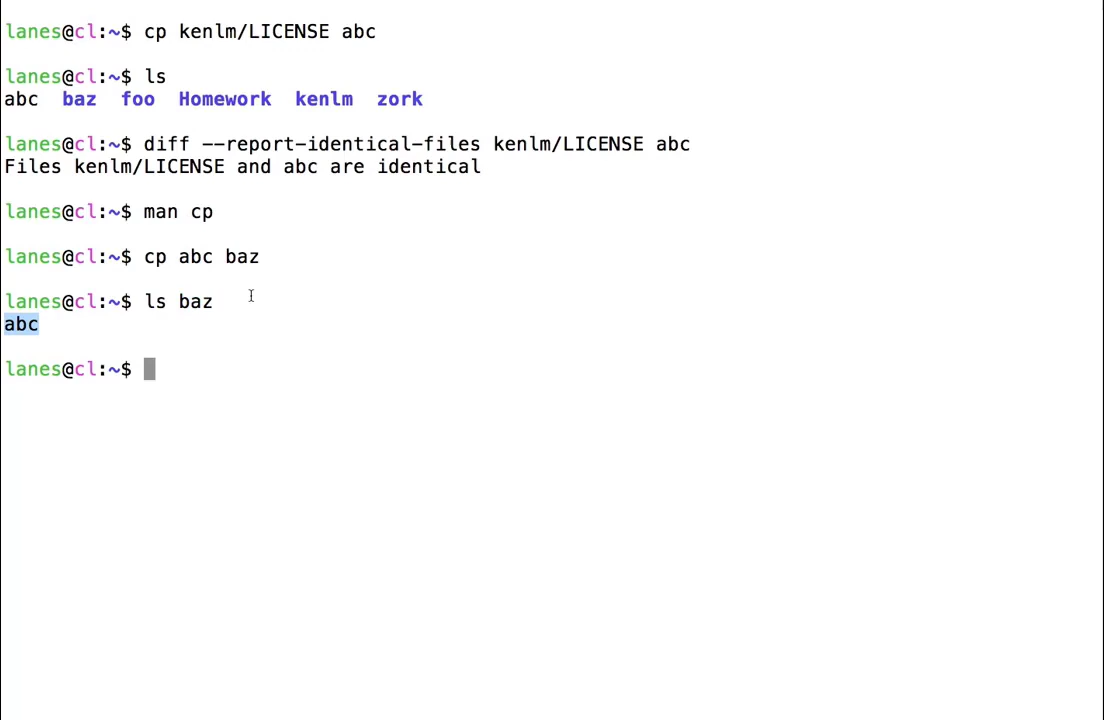 lanes@cl:~$ cp kenlm/LICENSE abc
lanes@cl:~$ ls
abc  baz  foo  Homework  kenlm  zork
lanes@cl:~$ diff --report-identical-files kenlm/LICENSE abc
Files kenlm/LICENSE and abc are identical
lanes@cl:~$ man cp
lanes@cl:~$ cp abc baz
lanes@cl:~$ ls baz
abc
lanes@cl:~$